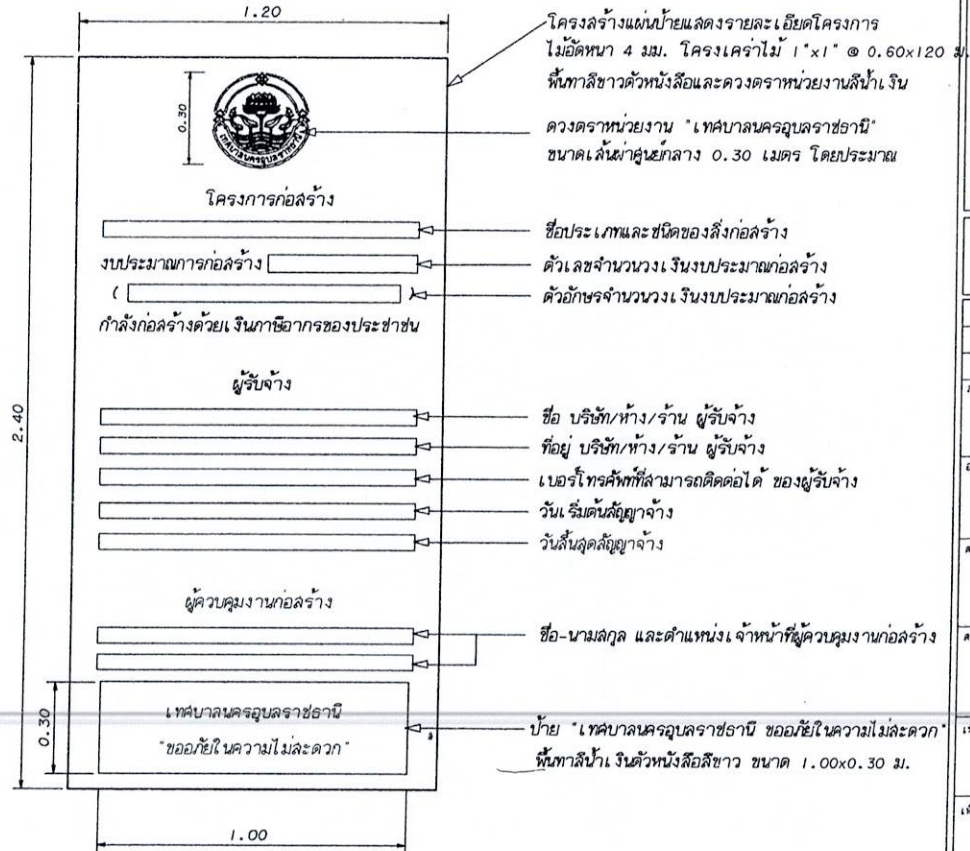 1.20
โครงสร้างแผ่นป้ายแสดงรายละเอียดโครงการ
ไม้อัดหนา 4 มม. โครงเคร่าไม้ 1"x1" @ 0.60x120 ม.
พื้นทาสีขาวตัวหนังสือและดวงตราหน่วยงานสีน้ำเงิน
0.30
เทศบาลนครอุบลราชธานี
ดวงตราหน่วยงาน "เทศบาลนครอุบลราชธานี"
ขนาดเส้นผ่าศูนย์กลาง 0.30 เมตร โดยประมาณ
โครงการก่อสร้าง
ชื่อประเภทและชนิดของสิ่งก่อสร้าง
งบประมาณการก่อสร้าง
ตัวเลขจำนวนวงเงินงบประมาณก่อสร้าง
( )
ตัวอักษรจำนวนวงเงินงบประมาณก่อสร้าง
กำลังก่อสร้างด้วยเงินภาษีอากรของประชาชน
2.40
ผู้รับจ้าง
ชื่อ บริษัท/ห้าง/ร้าน ผู้รับจ้าง
ที่อยู่ บริษัท/ห้าง/ร้าน ผู้รับจ้าง
เบอร์โทรศัพท์ที่สามารถติดต่อได้ ของผู้รับจ้าง
วันเริ่มต้นสัญญาจ้าง
วันสิ้นสุดสัญญาจ้าง
ผู้ควบคุมงานก่อสร้าง
ชื่อ-นามสกุล และตำแหน่งเจ้าหน้าที่ผู้ควบคุมงานก่อสร้าง
0.30
เทศบาลนครอุบลราชธานี
"ขออภัยในความไม่สะดวก"
ป้าย "เทศบาลนครอุบลราชธานี ขออภัยในความไม่สะดวก"
พื้นทาสีน้ำเงินตัวหนังสือสีขาว ขนาด 1.00x0.30 ม.
1.00